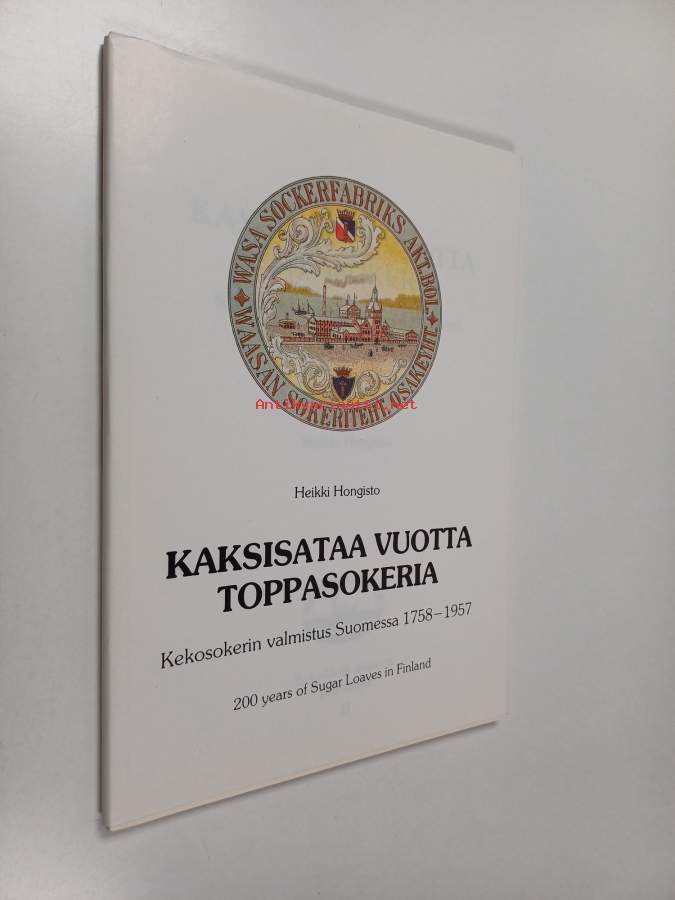 WASA SOCKERFABRIKS AKT.BOL.
WAASAN SOKERITEHT. OSAKEYHT.
Antikvariaatti.net
Heikki Hongisto
KAKSISATAA VUOTTA
TOPPASOKERIA
Kekosokerin valmistus Suomessa 1758–1957
200 years of Sugar Loaves in Finland